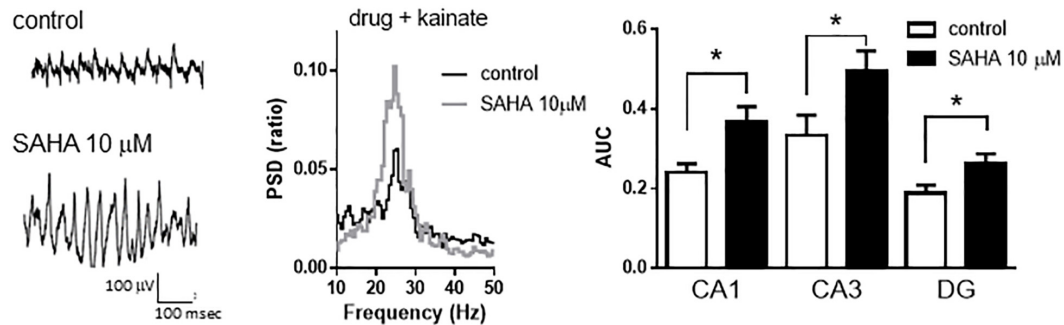 control
SAHA 10 μM
100 μV
100 msec
drug + kainate
PSD (ratio)
0.10
0.05
0.00
control
SAHA 10μM
10 20 30 40 50
Frequency (Hz)
AUC
0.6
0.4
0.2
0.0
*
*
*
control
SAHA 10 μM
CA1 CA3 DG